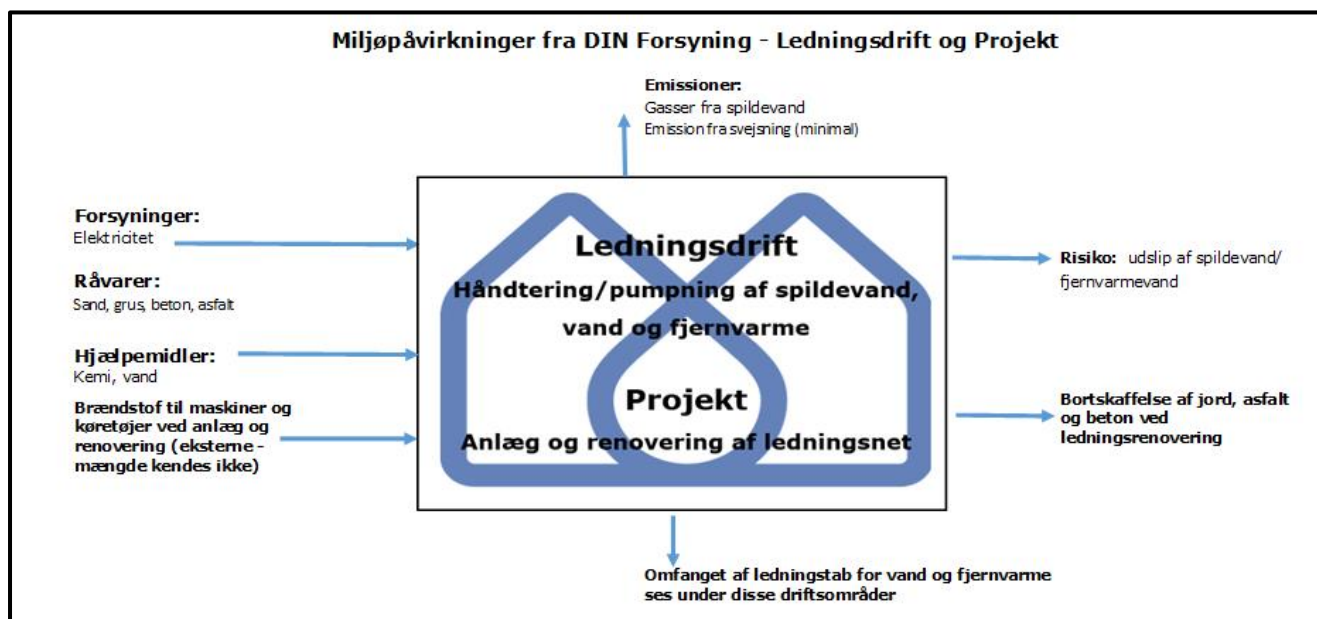 Miljøpåvirkninger fra DIN Forsyning - Ledningsdrift og Projekt
Emissioner:
Gasser fra spildevand
Emission fra svejsning (minimal)
Forsyninger:
Elektricitet
Råvarer:
Sand, grus, beton, asfalt
Hjælpemidler:
Kemi, vand
Brændstof til maskiner og
køretøjer ved anlæg og
renovering (eksterne -
mængde kendes ikke)
Ledningsdrift
Håndtering/pumpning af spildevand,
vand og fjernvarme
Projekt
Anlæg og renovering af ledningsnet
Risiko: udslip af spildevand/
fjernvarmevand
Bortskaffelse af jord, asfalt
og beton ved
ledningsrenovering
Omfanget af ledningstab for vand og fjernvarme
ses under disse driftsområder